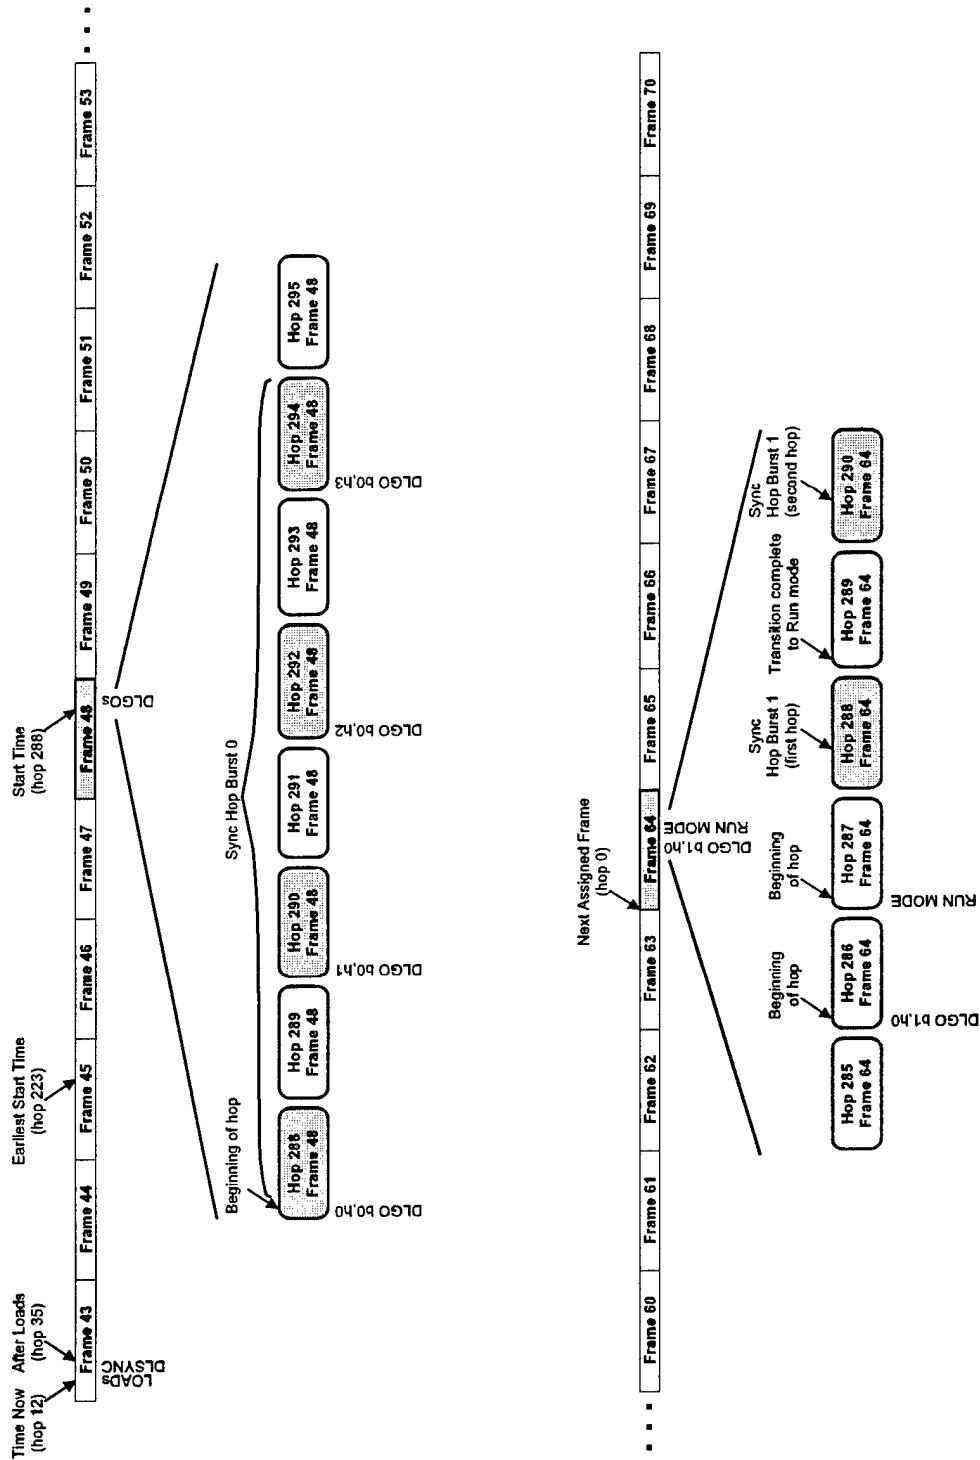 Time Now
(hop 12)
After Loads
(hop 35)
Earliest Start Time
(hop 223)
Start Time
(hop 288)
Frame 43
Frame 44
Frame 45
Frame 46
Frame 47
Frame 48
Frame 49
Frame 50
Frame 51
Frame 52
Frame 53
LOADs
DLSYNC
DLGOs
Beginning of hop
Sync Hop Burst 0
Hop 288
Frame 48
Hop 289
Frame 48
Hop 290
Frame 48
Hop 291
Frame 48
Hop 292
Frame 48
Hop 293
Frame 48
Hop 294
Frame 48
Hop 295
Frame 48
DLGO b0,h0
DLGO b0,h1
DLGO b0,h2
DLGO b0,h3
Next Assigned Frame
(hop 0)
Frame 60
Frame 61
Frame 62
Frame 63
Frame 64
Frame 65
Frame 66
Frame 67
Frame 68
Frame 69
Frame 70
DLGO b1,h0
RUN MODE
Beginning
of hop
Beginning
of hop
Sync
Hop Burst 1
(first hop)
Transition complete
to Run mode
Sync
Hop Burst 1
(second hop)
Hop 285
Frame 64
Hop 286
Frame 64
Hop 287
Frame 64
Hop 288
Frame 64
Hop 289
Frame 64
Hop 290
Frame 64
DLGO b1,h0
RUN MODE